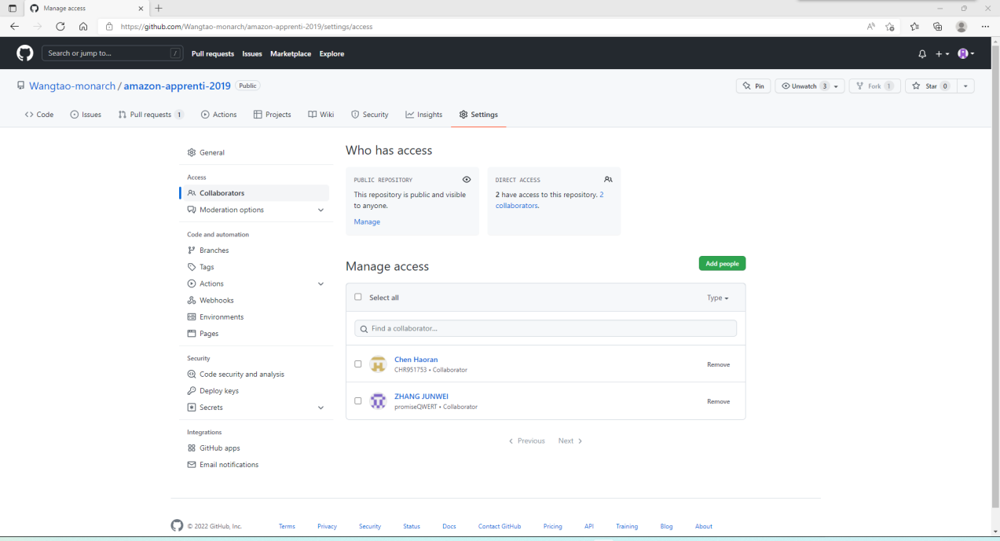 Manage access
https://github.com/Wangtao-monarch/amazon-apprenti-2019/settings/access
Search or jump to... /
Pull requests Issues Marketplace Explore
Wangtao-monarch / amazon-apprenti-2019 Public
Pin Unwatch 3 Fork 1 Star 0
Code Issues Pull requests 1 Actions Projects Wiki Security Insights Settings
General
Access
Collaborators
Moderation options
Code and automation
Branches
Tags
Actions
Webhooks
Environments
Pages
Security
Code security and analysis
Deploy keys
Secrets
Integrations
GitHub apps
Email notifications
Who has access
PUBLIC REPOSITORY
This repository is public and visible
to anyone.
Manage
DIRECT ACCESS
2 have access to this repository. 2
collaborators.
Manage access
Add people
Select all Type
Find a collaborator...
Chen Haoran
CHR951753 • Collaborator
Remove
ZHANG JUNWEI
promiseQWERT • Collaborator
Remove
Previous Next
© 2022 GitHub, Inc. Terms Privacy Security Status Docs Contact GitHub Pricing API Training Blog About